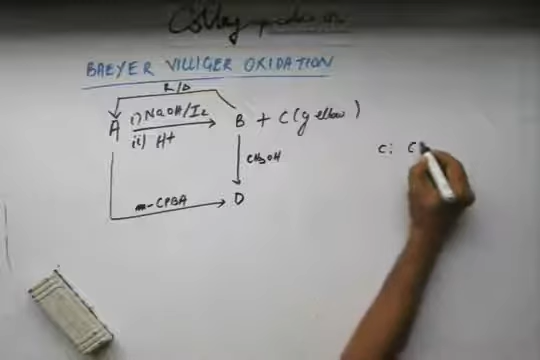 BAEYER VILLIGER OXIDATION
R/Δ
A i) NaOH/I2 B + C (yellow)
ii) H+
CH3OH
C: C
m-CPBA D